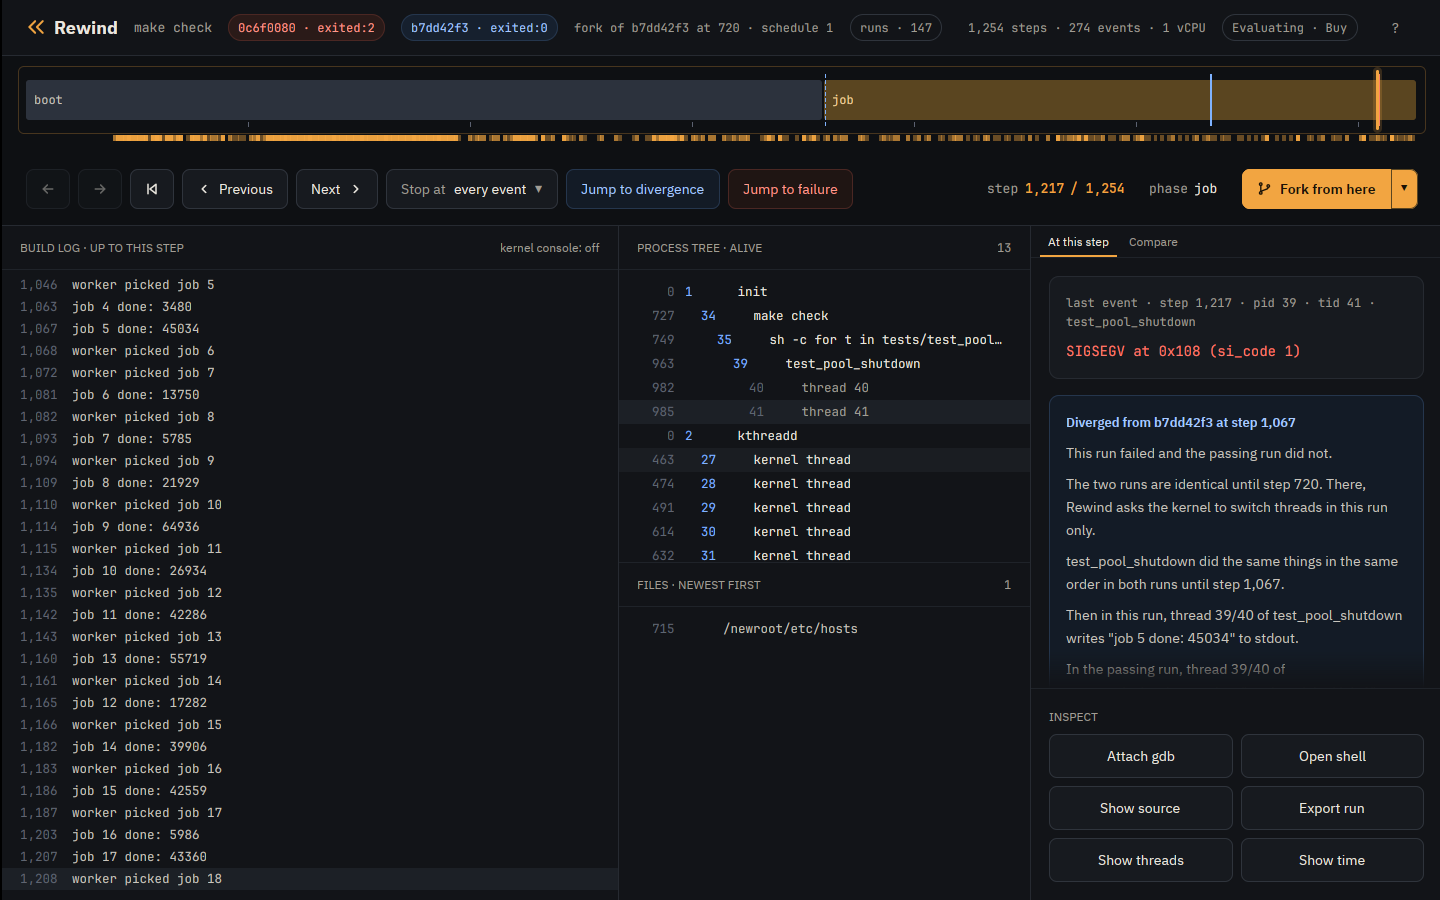 Rewind make check 0c6f0080 · exited:2 b7dd42f3 · exited:0 fork of b7dd42f3 at 720 · schedule 1 runs · 147 1,254 steps · 274 events · 1 vCPU Evaluating · Buy ?
boot job
Previous Next Stop at every event Jump to divergence Jump to failure step 1,217 / 1,254 phase job Fork from here
BUILD LOG · UP TO THIS STEP kernel console: off
1,046 worker picked job 5
1,063 job 4 done: 3480
1,067 job 5 done: 45034
1,068 worker picked job 6
1,072 worker picked job 7
1,081 job 6 done: 13750
1,082 worker picked job 8
1,093 job 7 done: 5785
1,094 worker picked job 9
1,109 job 8 done: 21929
1,110 worker picked job 10
1,114 job 9 done: 64936
1,115 worker picked job 11
1,134 job 10 done: 26934
1,135 worker picked job 12
1,142 job 11 done: 42286
1,143 worker picked job 13
1,160 job 13 done: 55719
1,161 worker picked job 14
1,165 job 12 done: 17282
1,166 worker picked job 15
1,182 job 14 done: 39906
1,183 worker picked job 16
1,186 job 15 done: 42559
1,187 worker picked job 17
1,203 job 16 done: 5986
1,207 job 17 done: 43360
1,208 worker picked job 18
PROCESS TREE · ALIVE 13
0 1 init
727 34 make check
749 35 sh -c for t in tests/test_pool…
963 39 test_pool_shutdown
982 40 thread 40
985 41 thread 41
0 2 kthreadd
463 27 kernel thread
474 28 kernel thread
491 29 kernel thread
614 30 kernel thread
632 31 kernel thread
FILES · NEWEST FIRST 1
715 /newroot/etc/hosts
At this step Compare
last event · step 1,217 · pid 39 · tid 41 ·
test_pool_shutdown
SIGSEGV at 0x108 (si_code 1)
Diverged from b7dd42f3 at step 1,067
This run failed and the passing run did not.
The two runs are identical until step 720. There,
Rewind asks the kernel to switch threads in this run
only.
test_pool_shutdown did the same things in the same
order in both runs until step 1,067.
Then in this run, thread 39/40 of test_pool_shutdown
writes "job 5 done: 45034" to stdout.
In the passing run, thread 39/40 of
INSPECT
Attach gdb Open shell
Show source Export run
Show threads Show time